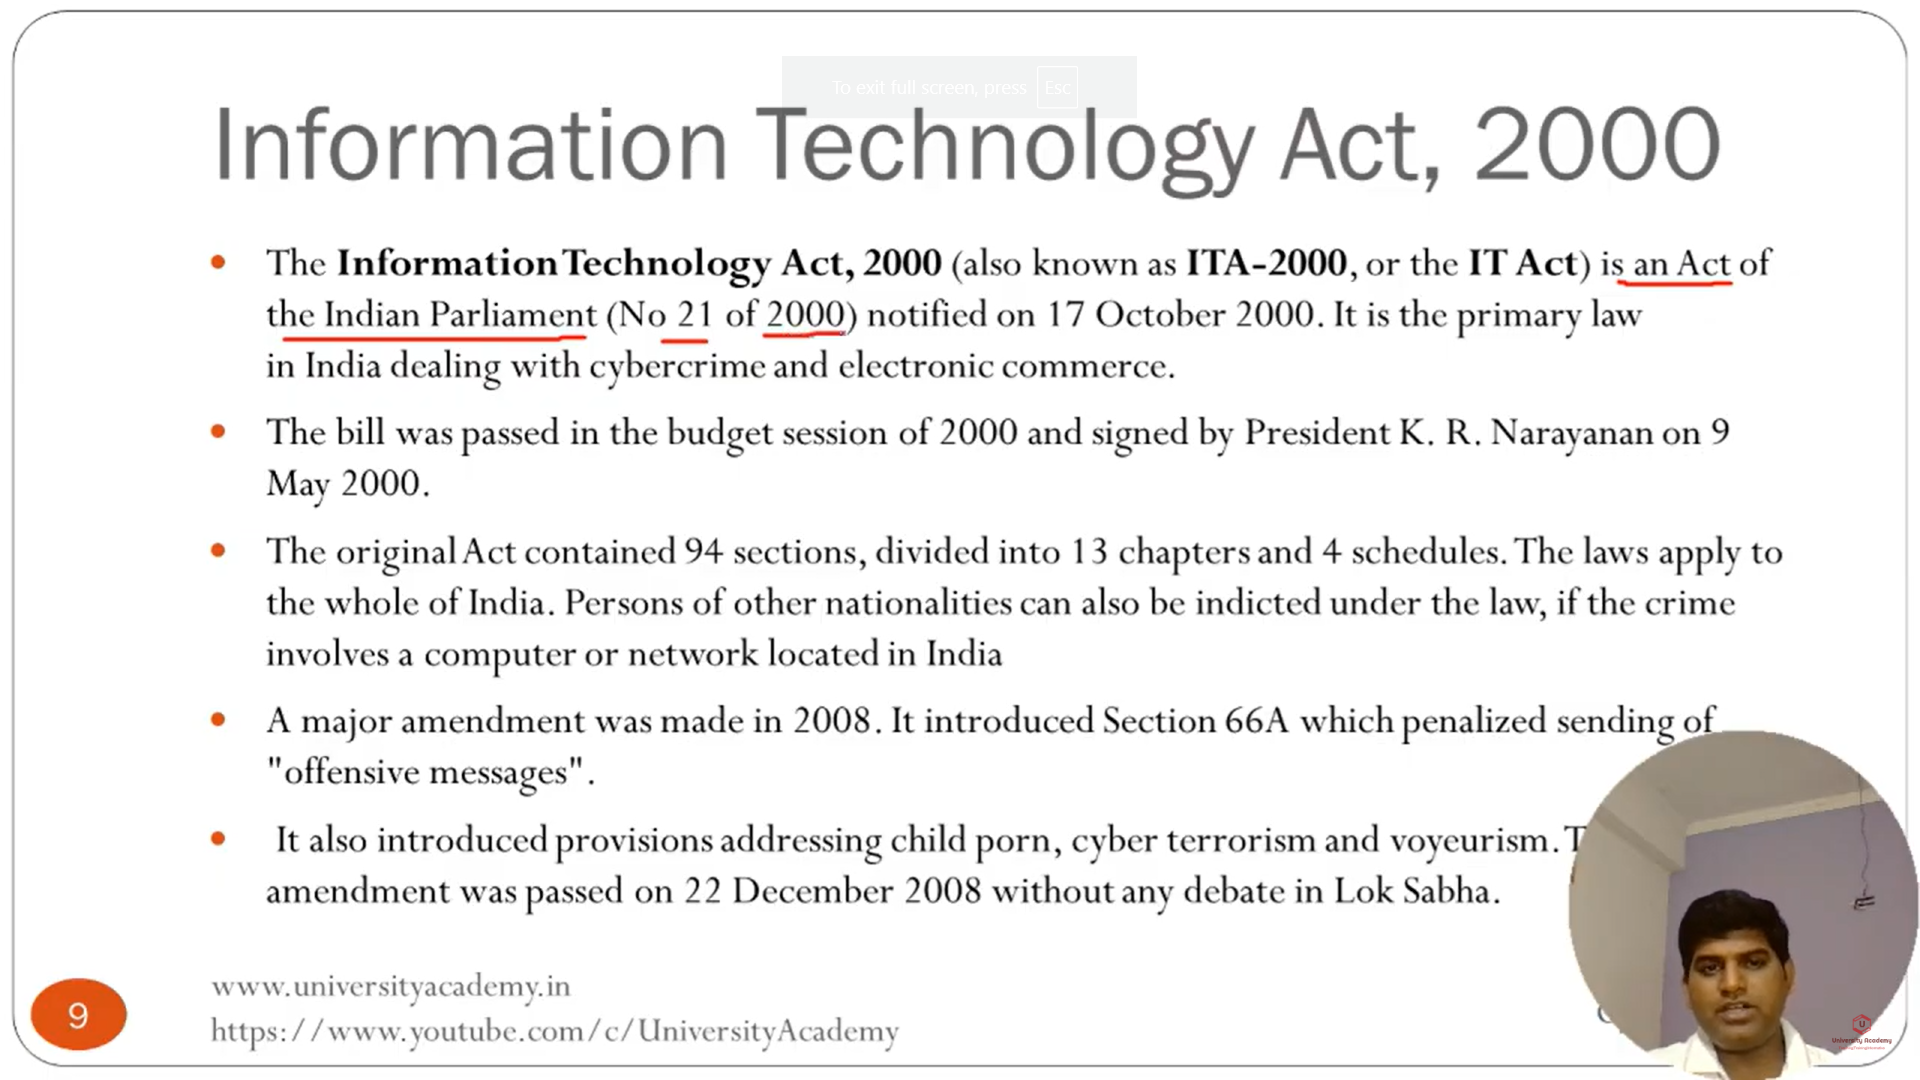 To exit full screen, press Esc
Information Technology Act, 2000
• The Information Technology Act, 2000 (also known as ITA-2000, or the IT Act) is an Act of
the Indian Parliament (No 21 of 2000) notified on 17 October 2000. It is the primary law
in India dealing with cybercrime and electronic commerce.
• The bill was passed in the budget session of 2000 and signed by President K. R. Narayanan on 9
May 2000.
• The original Act contained 94 sections, divided into 13 chapters and 4 schedules. The laws apply to
the whole of India. Persons of other nationalities can also be indicted under the law, if the crime
involves a computer or network located in India
• A major amendment was made in 2008. It introduced Section 66A which penalized sending of
"offensive messages".
• It also introduced provisions addressing child porn, cyber terrorism and voyeurism. T
amendment was passed on 22 December 2008 without any debate in Lok Sabha.
9
www.universityacademy.in
https://www.youtube.com/c/UniversityAcademy
University Academy